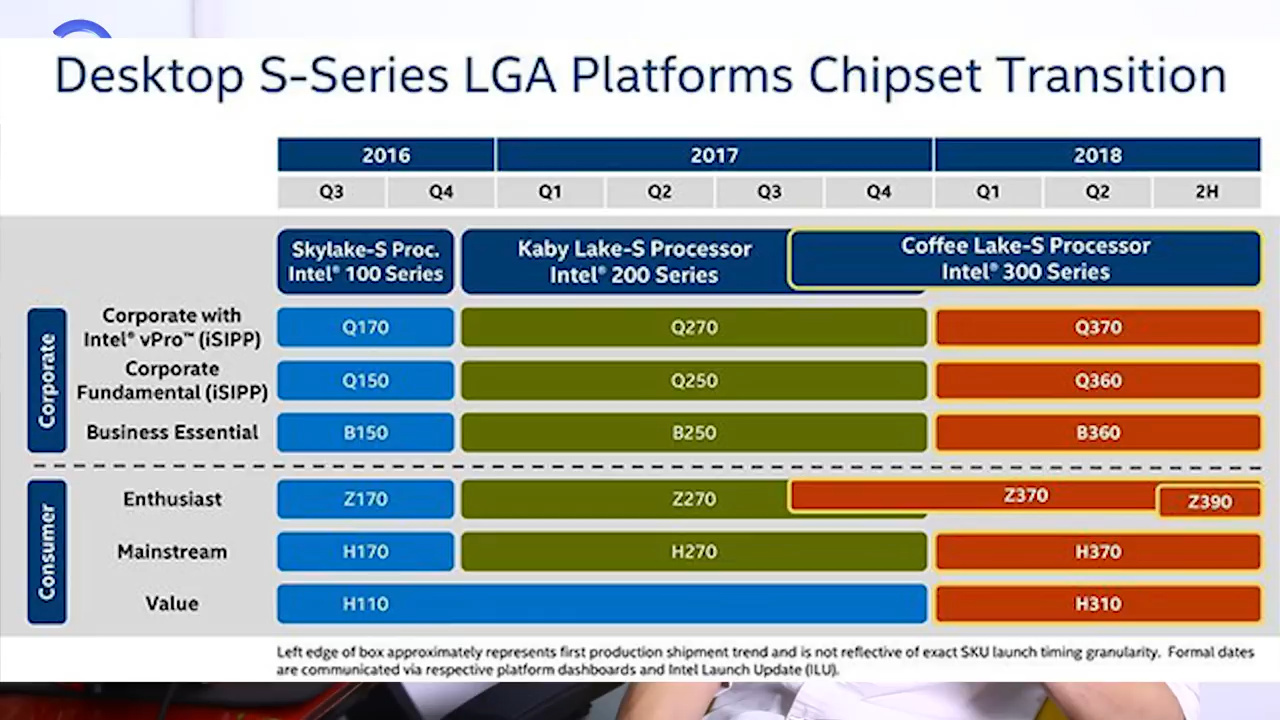 Desktop S-Series LGA Platforms Chipset Transition
2016 2017 2018
Q3 Q4 Q1 Q2 Q3 Q4 Q1 Q2 2H
Skylake-S Proc.
Intel® 100 Series
Kaby Lake-S Processor
Intel® 200 Series
Coffee Lake-S Processor
Intel® 300 Series
Corporate
Corporate with
Intel® vPro™ (iSIPP)
Q170 Q270 Q370
Corporate
Fundamental (iSIPP)
Q150 Q250 Q360
Business Essential B150 B250 B360
Consumer
Enthusiast Z170 Z270 Z370 Z390
Mainstream H170 H270 H370
Value H110 H310
Left edge of box approximately represents first production shipment trend and is not reflective of exact SKU launch timing granularity. Formal dates
are communicated via respective platform dashboards and Intel Launch Update (ILU).